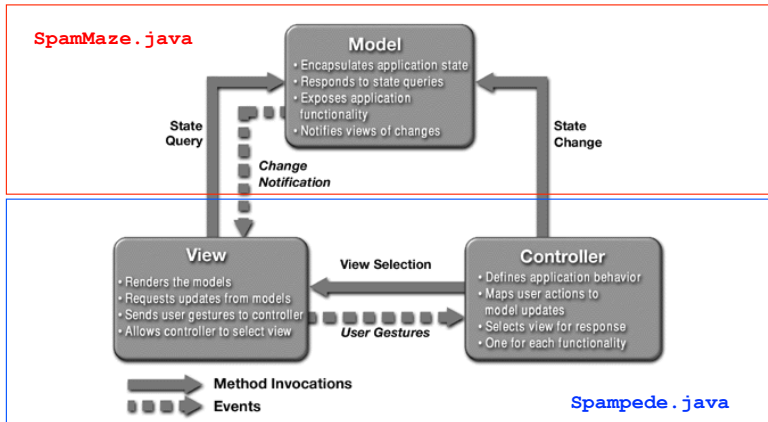 SpamMaze.java
Model
• Encapsulates application state
• Responds to state queries
• Exposes application
functionality
• Notifies views of changes
State
Query
State
Change
Change
Notification
View
• Renders the models
• Requests updates from models
• Sends user gestures to controller
• Allows controller to select view
View Selection
User Gestures
Controller
• Defines application behavior
• Maps user actions to
model updates
• Selects view for response
• One for each functionality
Method Invocations
Events
Spampede.java